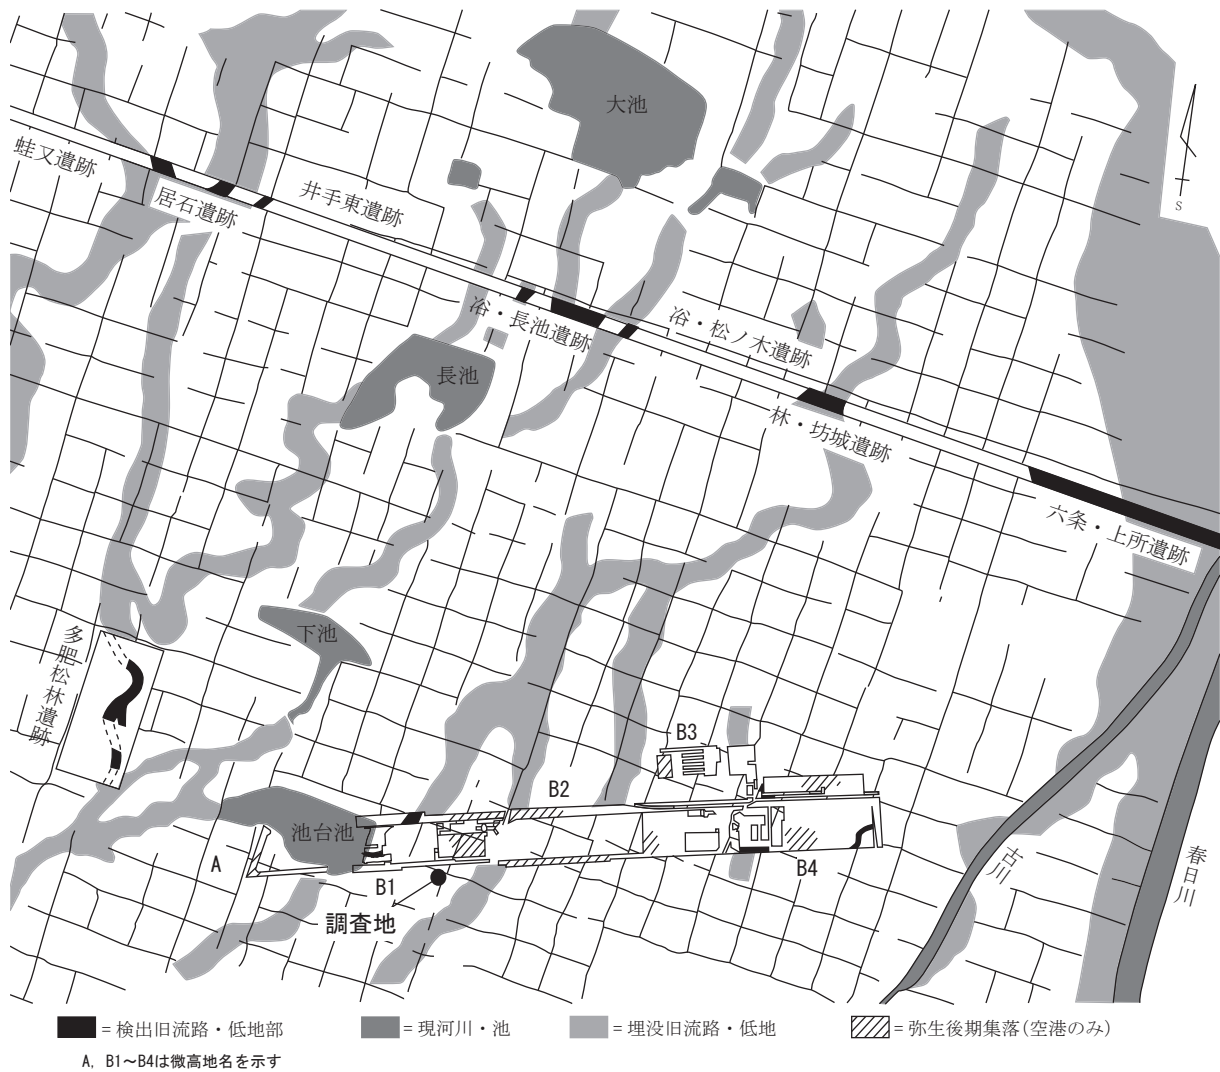 大池
S
蛙又遺跡
居石遺跡
井手東遺跡
浴・長池遺跡
浴・松ノ木遺跡
長池
林・坊城遺跡
六条・上所遺跡
下池
多肥松林遺跡
B3
B2
池台池
A
B1
B4
調査地
古川
春日川
=検出旧流路・低地部
=現河川・池
=埋没旧流路・低地
=弥生後期集落(空港のみ)
A, B1~B4は微高地名を示す